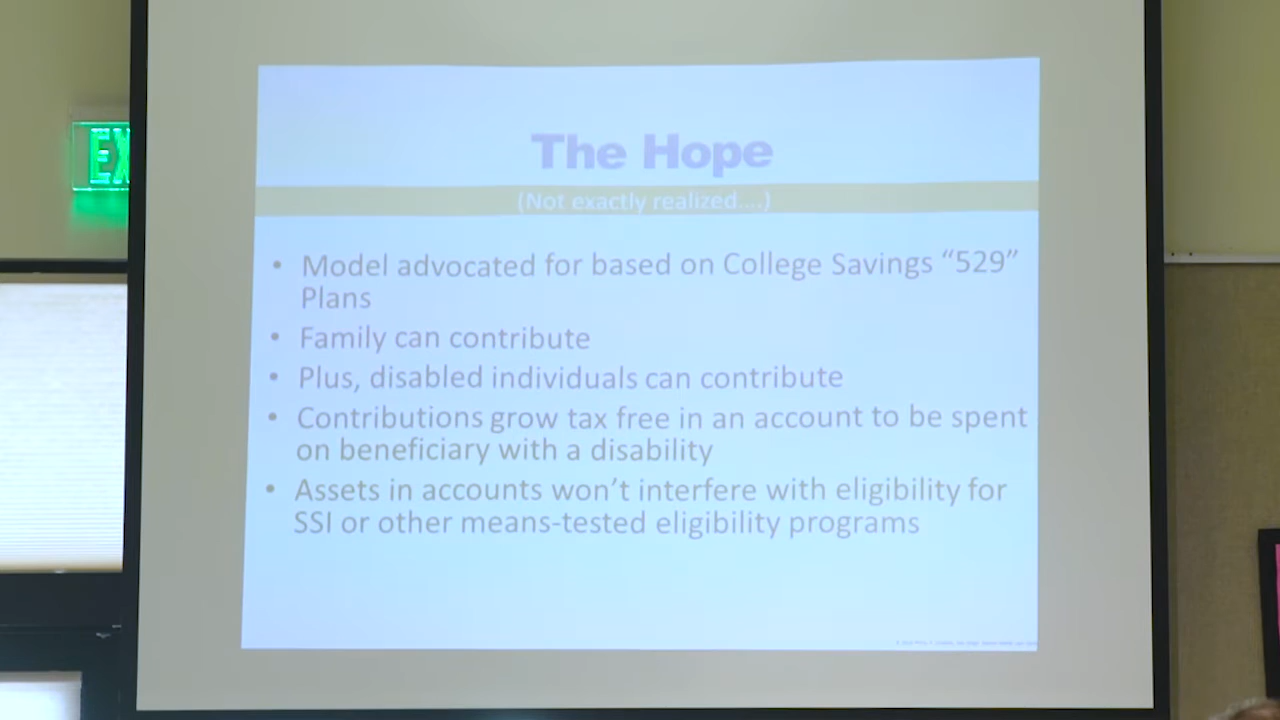 EX
The Hope
(Not exactly realized....)
• Model advocated for based on College Savings “529”
Plans
• Family can contribute
• Plus, disabled individuals can contribute
• Contributions grow tax free in an account to be spent
on beneficiary with a disability
• Assets in accounts won’t interfere with eligibility for
SSI or other means-tested eligibility programs